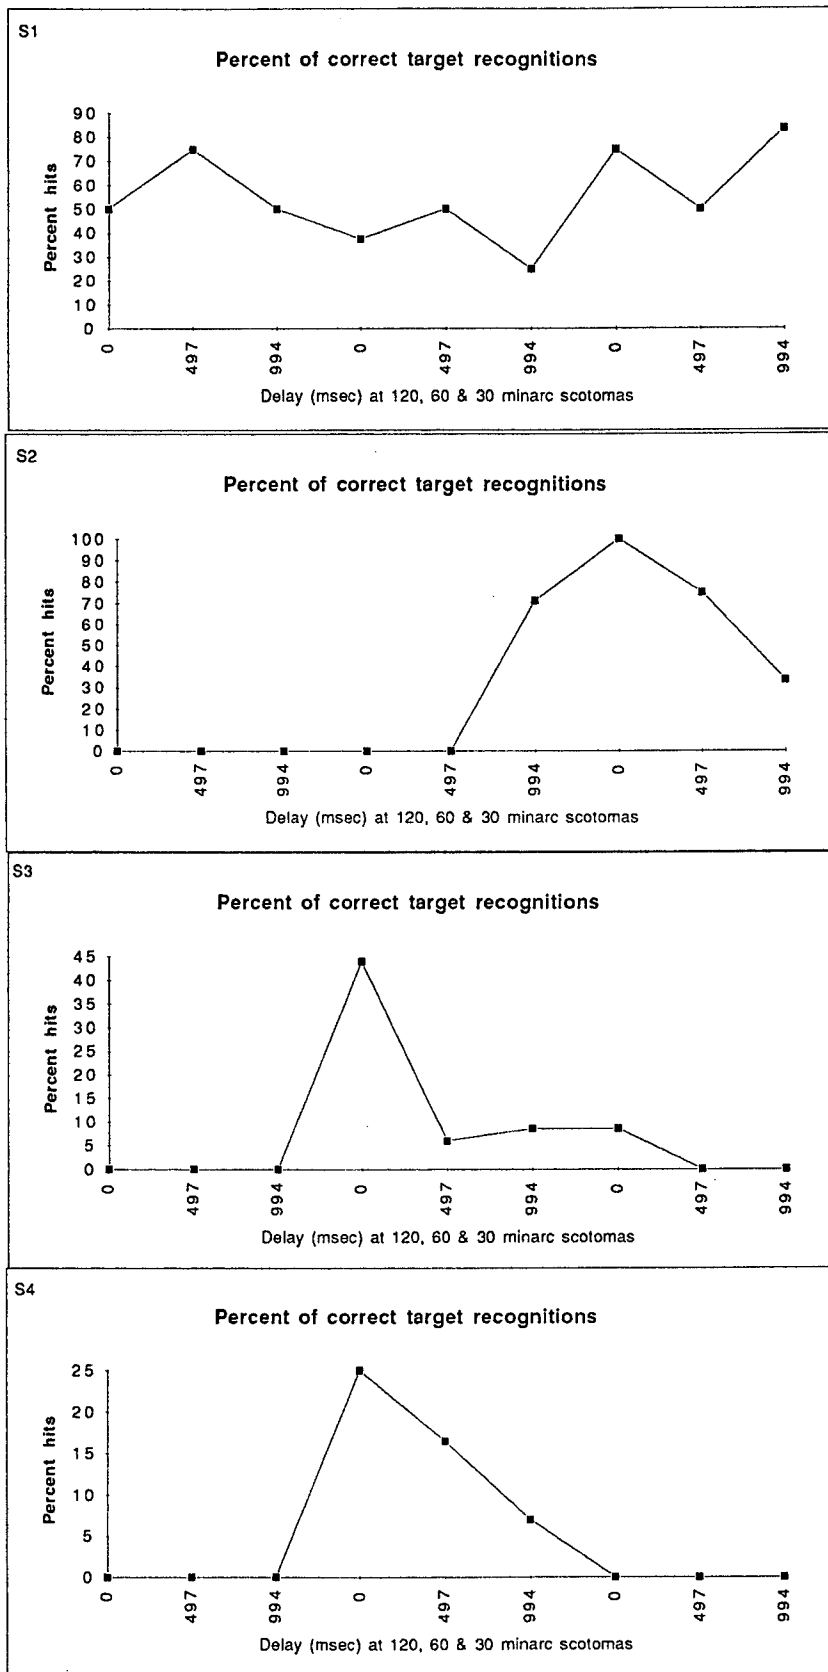 S1
Percent of correct target recognitions
Percent hits
90
80
70
60
50
40
30
20
10
0
0 497 994 0 497 994 0 497 994
Delay (msec) at 120, 60 & 30 minarc scotomas
S2
Percent of correct target recognitions
Percent hits
100
90
80
70
60
50
40
30
20
10
0
0 497 994 0 497 994 0 497 994
Delay (msec) at 120, 60 & 30 minarc scotomas
S3
Percent of correct target recognitions
Percent hits
45
40
35
30
25
20
15
10
5
0
0 497 994 0 497 994 0 497 994
Delay (msec) at 120, 60 & 30 minarc scotomas
S4
Percent of correct target recognitions
Percent hits
25
20
15
10
5
0
0 497 994 0 497 994 0 497 994
Delay (msec) at 120, 60 & 30 minarc scotomas